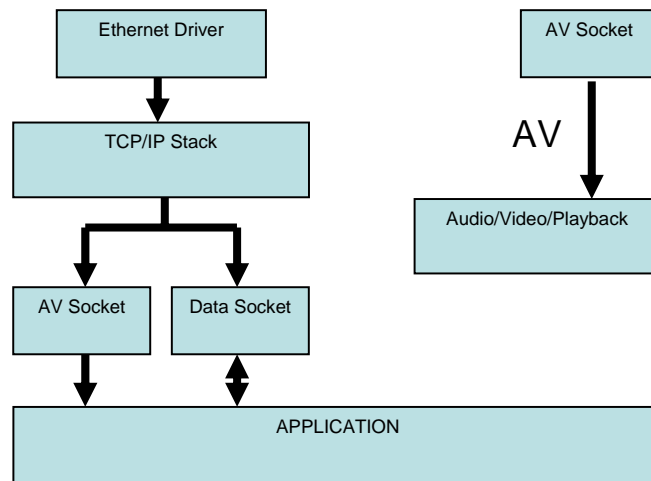 Ethernet Driver
AV Socket
TCP/IP Stack
AV
Audio/Video/Playback
AV Socket
Data Socket
APPLICATION